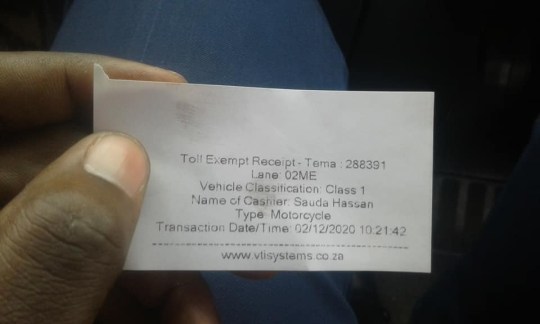 Toll Exempt Receipt - Tema : 288391
Lane: 02ME
Vehicle Classification: Class 1
Name of Cashier: Sauda Hassan
Type: Motorcycle
Transaction Date/Time: 02/12/2020 10:21:42
www.vtisystems.co.za